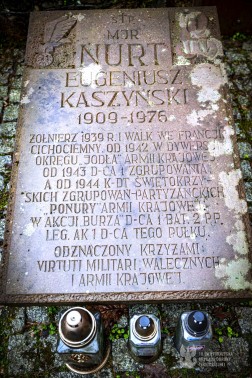 Ś.T.P.
MJR
"NURT"
EUGENIUSZ
KASZYŃSKI
1909-1976
ŻOŁNIERZ 1939 R. I WALK WE FRANCJI
CICHOCIEMNY. OD 1942 W DYWERSJI
OKRĘGU "JODŁA" ARMII KRAJOWEJ
OD 1943 D-CA I ZGRUPOWANIA
A OD 1944 K-DT ŚWIĘTOKRZY-
SKICH ZGRUPOWAŃ PARTYZANCKICH
"PONURY" ARMII KRAJOWEJ
W AKCJI "BURZA" D-CA I BAT. 2 P.P.
LEG. AK I D-CA TEGO PUŁKU.
ODZNACZONY KRZYŻAMI:
VIRTUTI MILITARI, WALECZNYCH
I ARMII KRAJOWEJ.